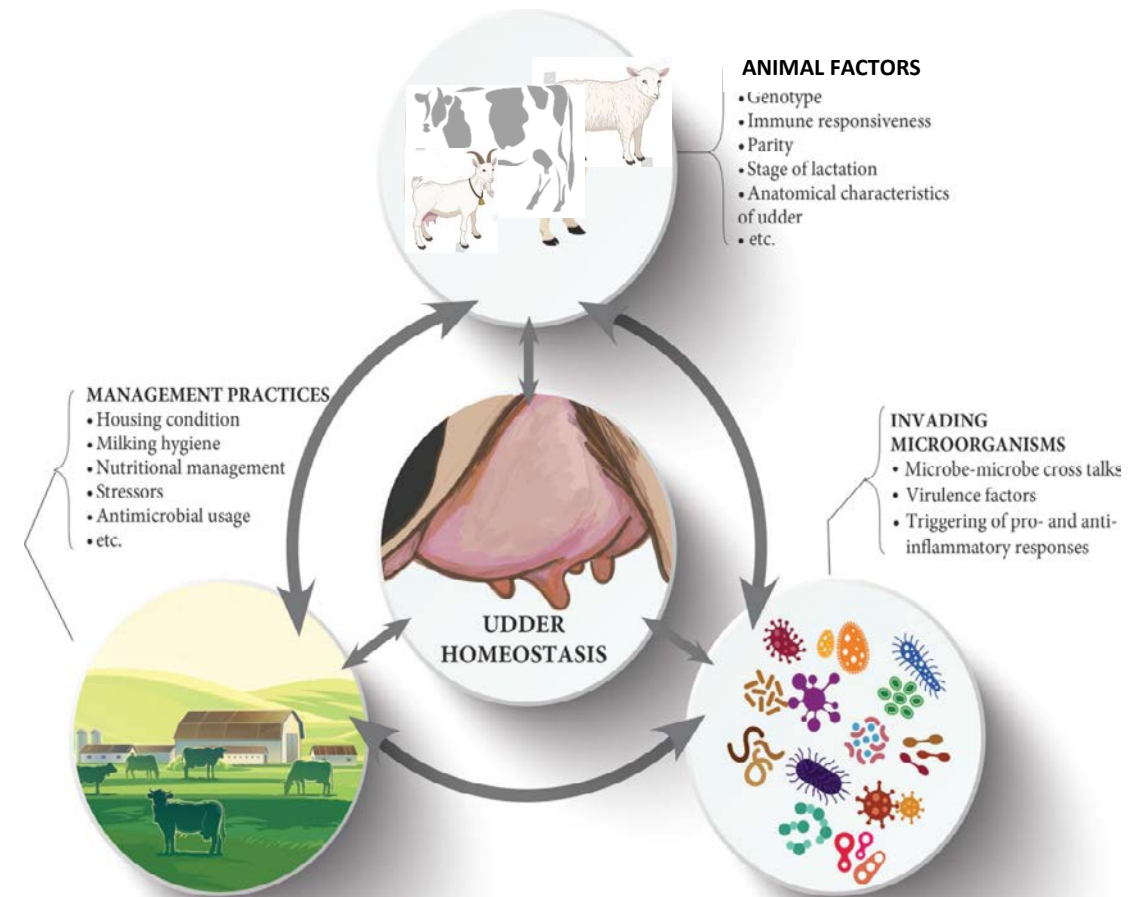 ANIMAL FACTORS
• Genotype
• Immune responsiveness
• Parity
• Stage of lactation
• Anatomical characteristics
of udder
• etc.
MANAGEMENT PRACTICES
• Housing condition
• Milking hygiene
• Nutritional management
• Stressors
• Antimicrobial usage
• etc.
INVADING
MICROORGANISMS
• Microbe-microbe cross talks
• Virulence factors
• Triggering of pro- and anti-
inflammatory responses
UDDER
HOMEOSTASIS